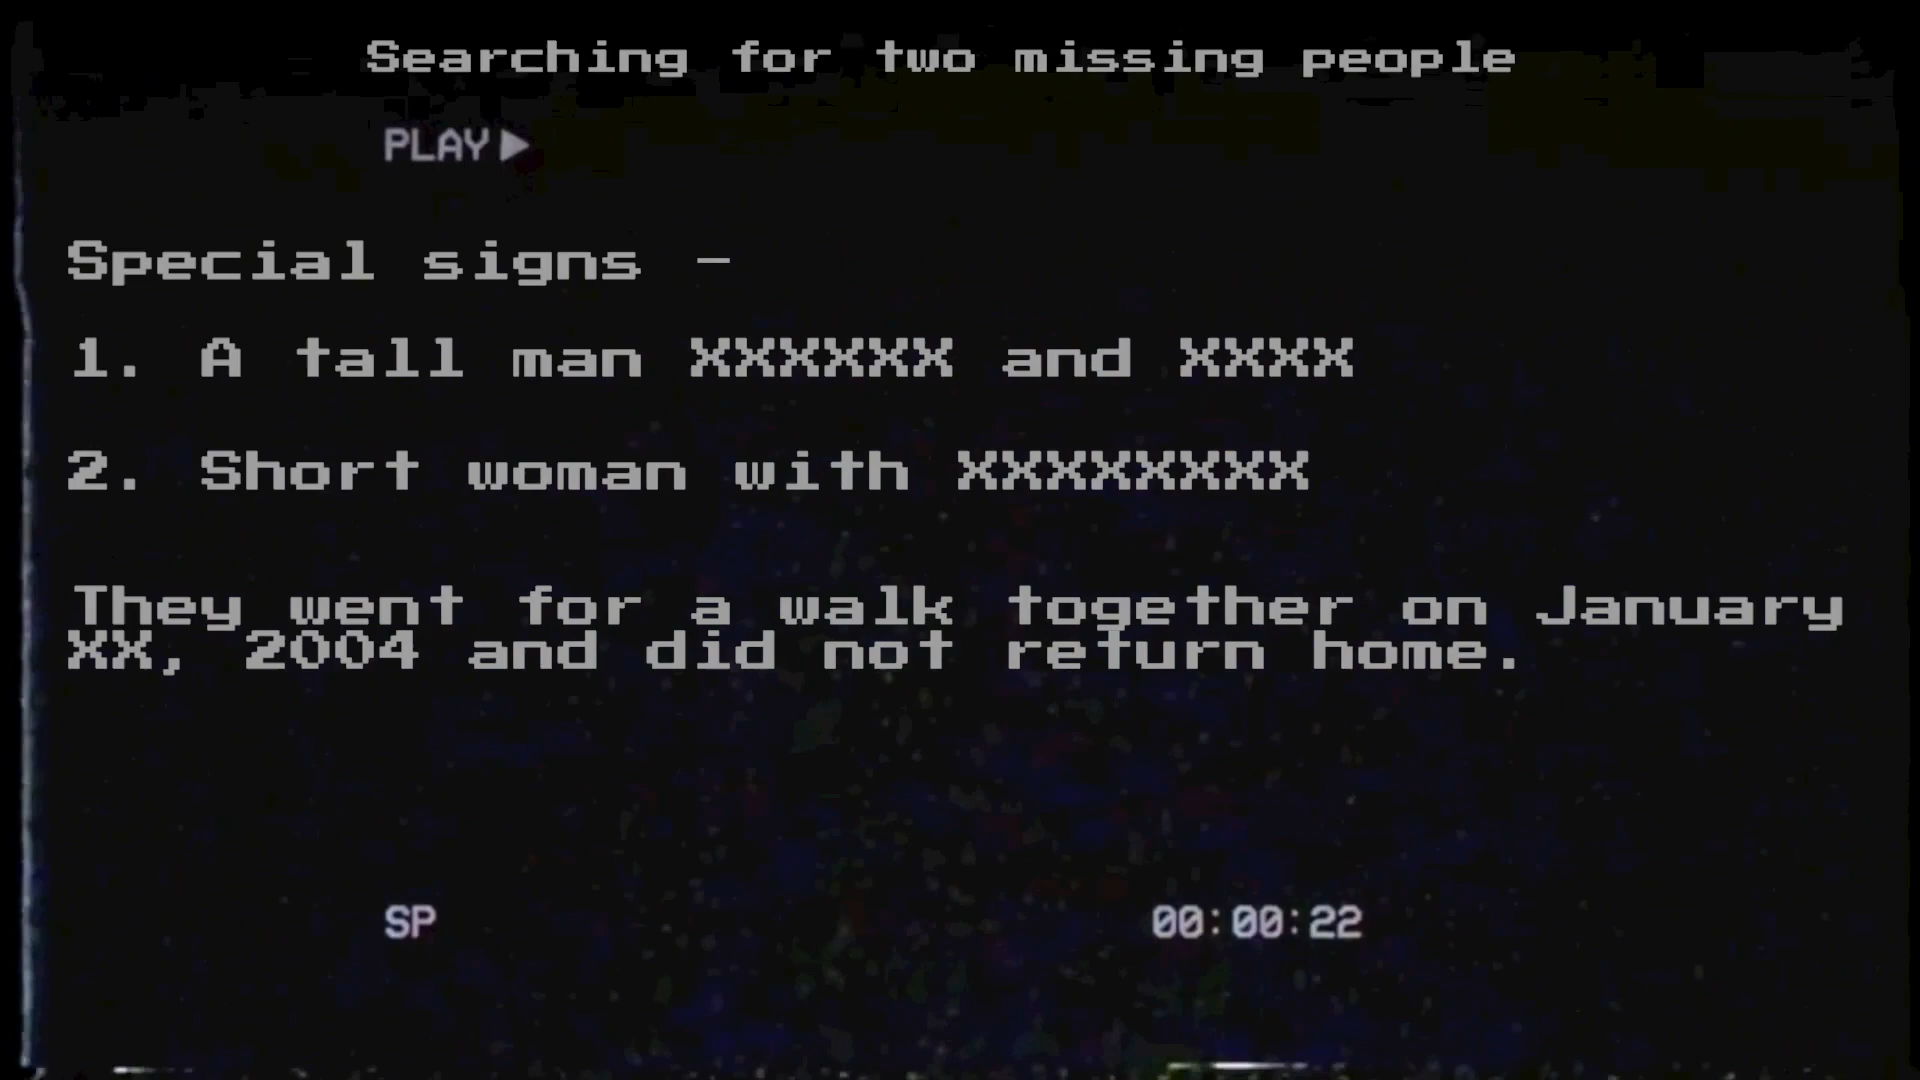 Searching for two missing people
PLAY▶
Special signs –
1. A tall man XXXXXX and XXXX
2. Short woman with XXXXXXXX
They went for a walk together on January
XX, 2004 and did not return home.
SP 00:00:22